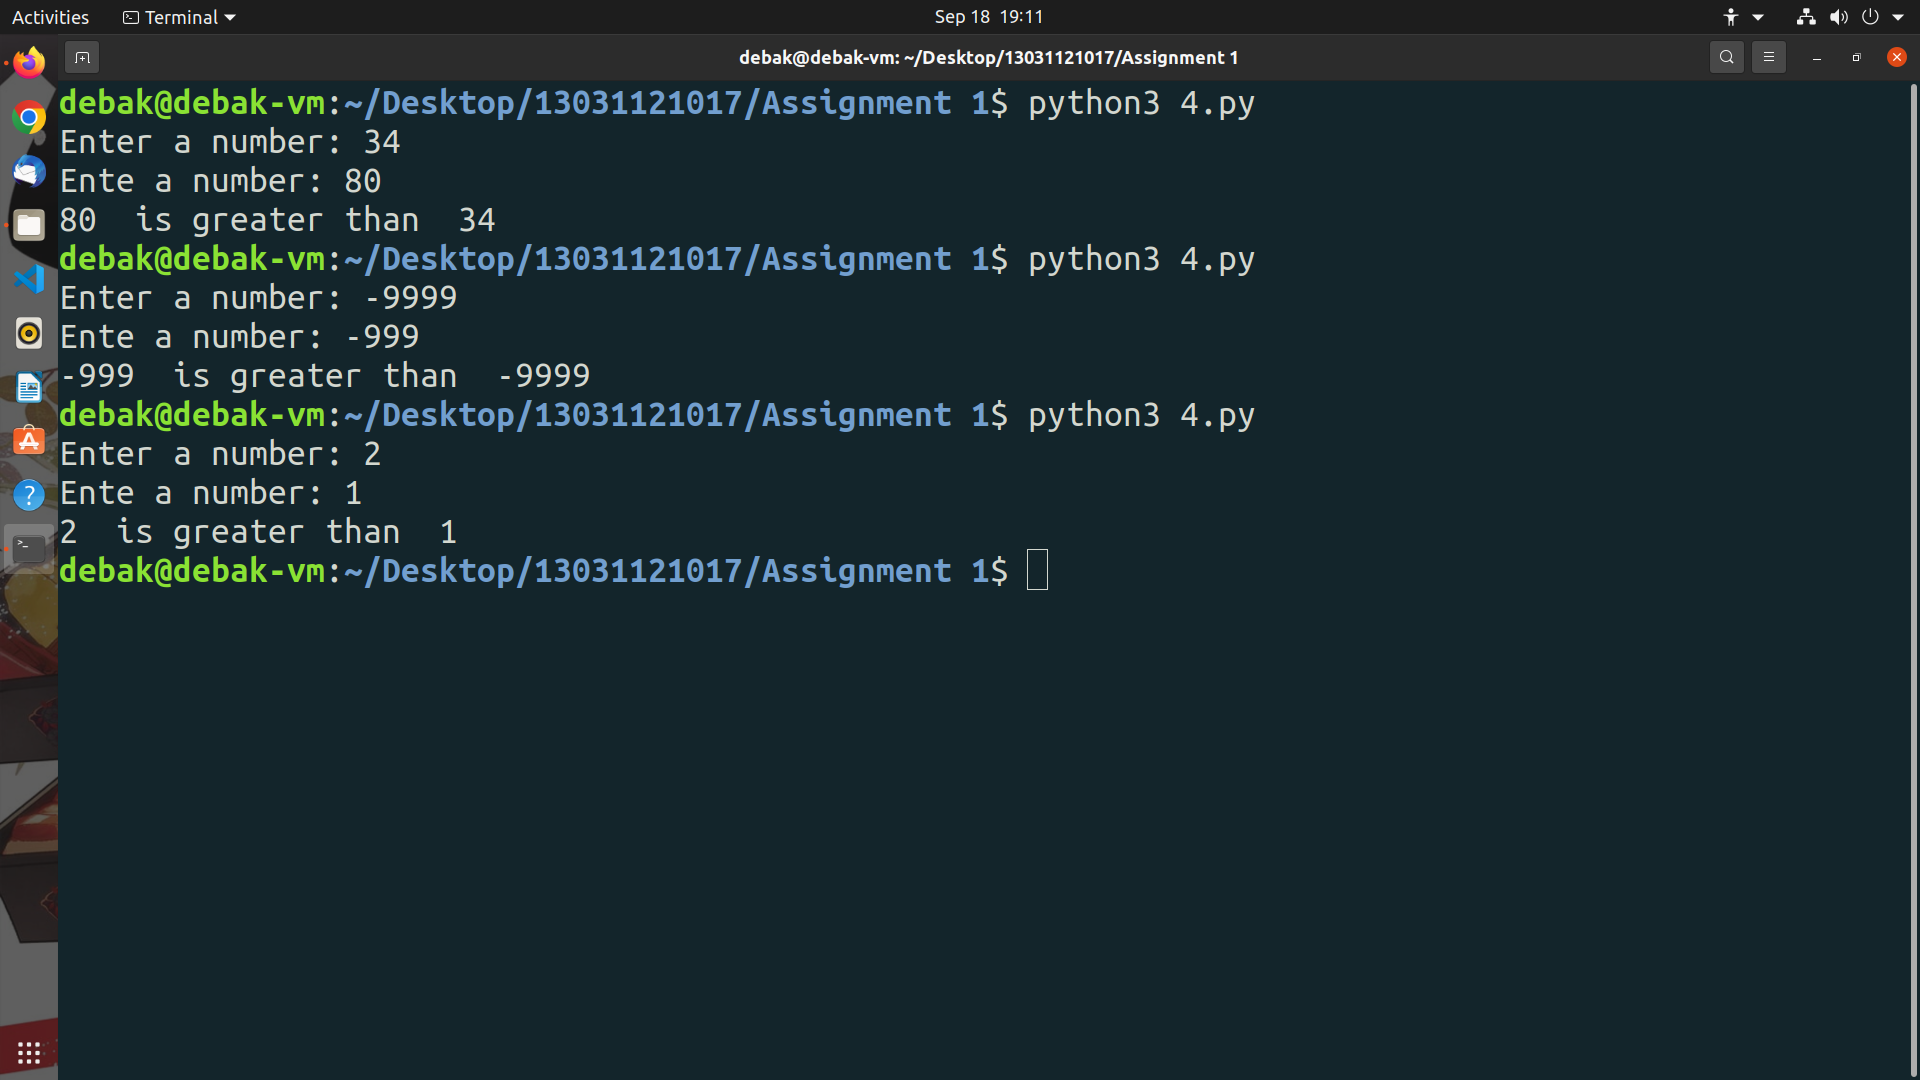 Activities Terminal Sep 18 19:11
debak@debak-vm: ~/Desktop/13031121017/Assignment 1
debak@debak-vm:~/Desktop/13031121017/Assignment 1$ python3 4.py
Enter a number: 34
Ente a number: 80
80  is greater than  34
debak@debak-vm:~/Desktop/13031121017/Assignment 1$ python3 4.py
Enter a number: -9999
Ente a number: -999
-999  is greater than  -9999
debak@debak-vm:~/Desktop/13031121017/Assignment 1$ python3 4.py
Enter a number: 2
Ente a number: 1
2  is greater than  1
debak@debak-vm:~/Desktop/13031121017/Assignment 1$